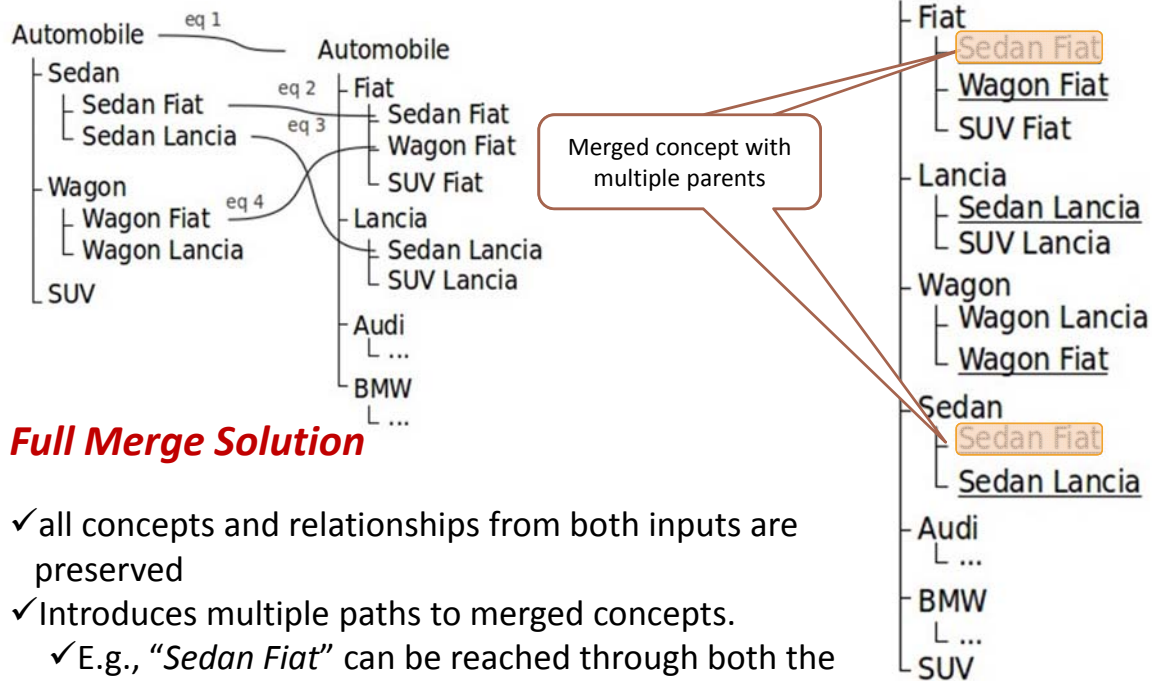 eq 1
Automobile
Sedan
Sedan Fiat
Sedan Lancia
Wagon
Wagon Fiat
Wagon Lancia
SUV
eq 2
eq 3
eq 4
Automobile
Fiat
Sedan Fiat
Wagon Fiat
SUV Fiat
Lancia
Sedan Lancia
SUV Lancia
Audi
...
BMW
...
Merged concept with
multiple parents
Fiat
Sedan Fiat
Wagon Fiat
SUV Fiat
Lancia
Sedan Lancia
SUV Lancia
Wagon
Wagon Lancia
Wagon Fiat
Sedan
Sedan Fiat
Sedan Lancia
Audi
...
BMW
...
SUV
Full Merge Solution
✓all concepts and relationships from both inputs are
preserved
✓Introduces multiple paths to merged concepts.
✓E.g., “Sedan Fiat” can be reached through both the